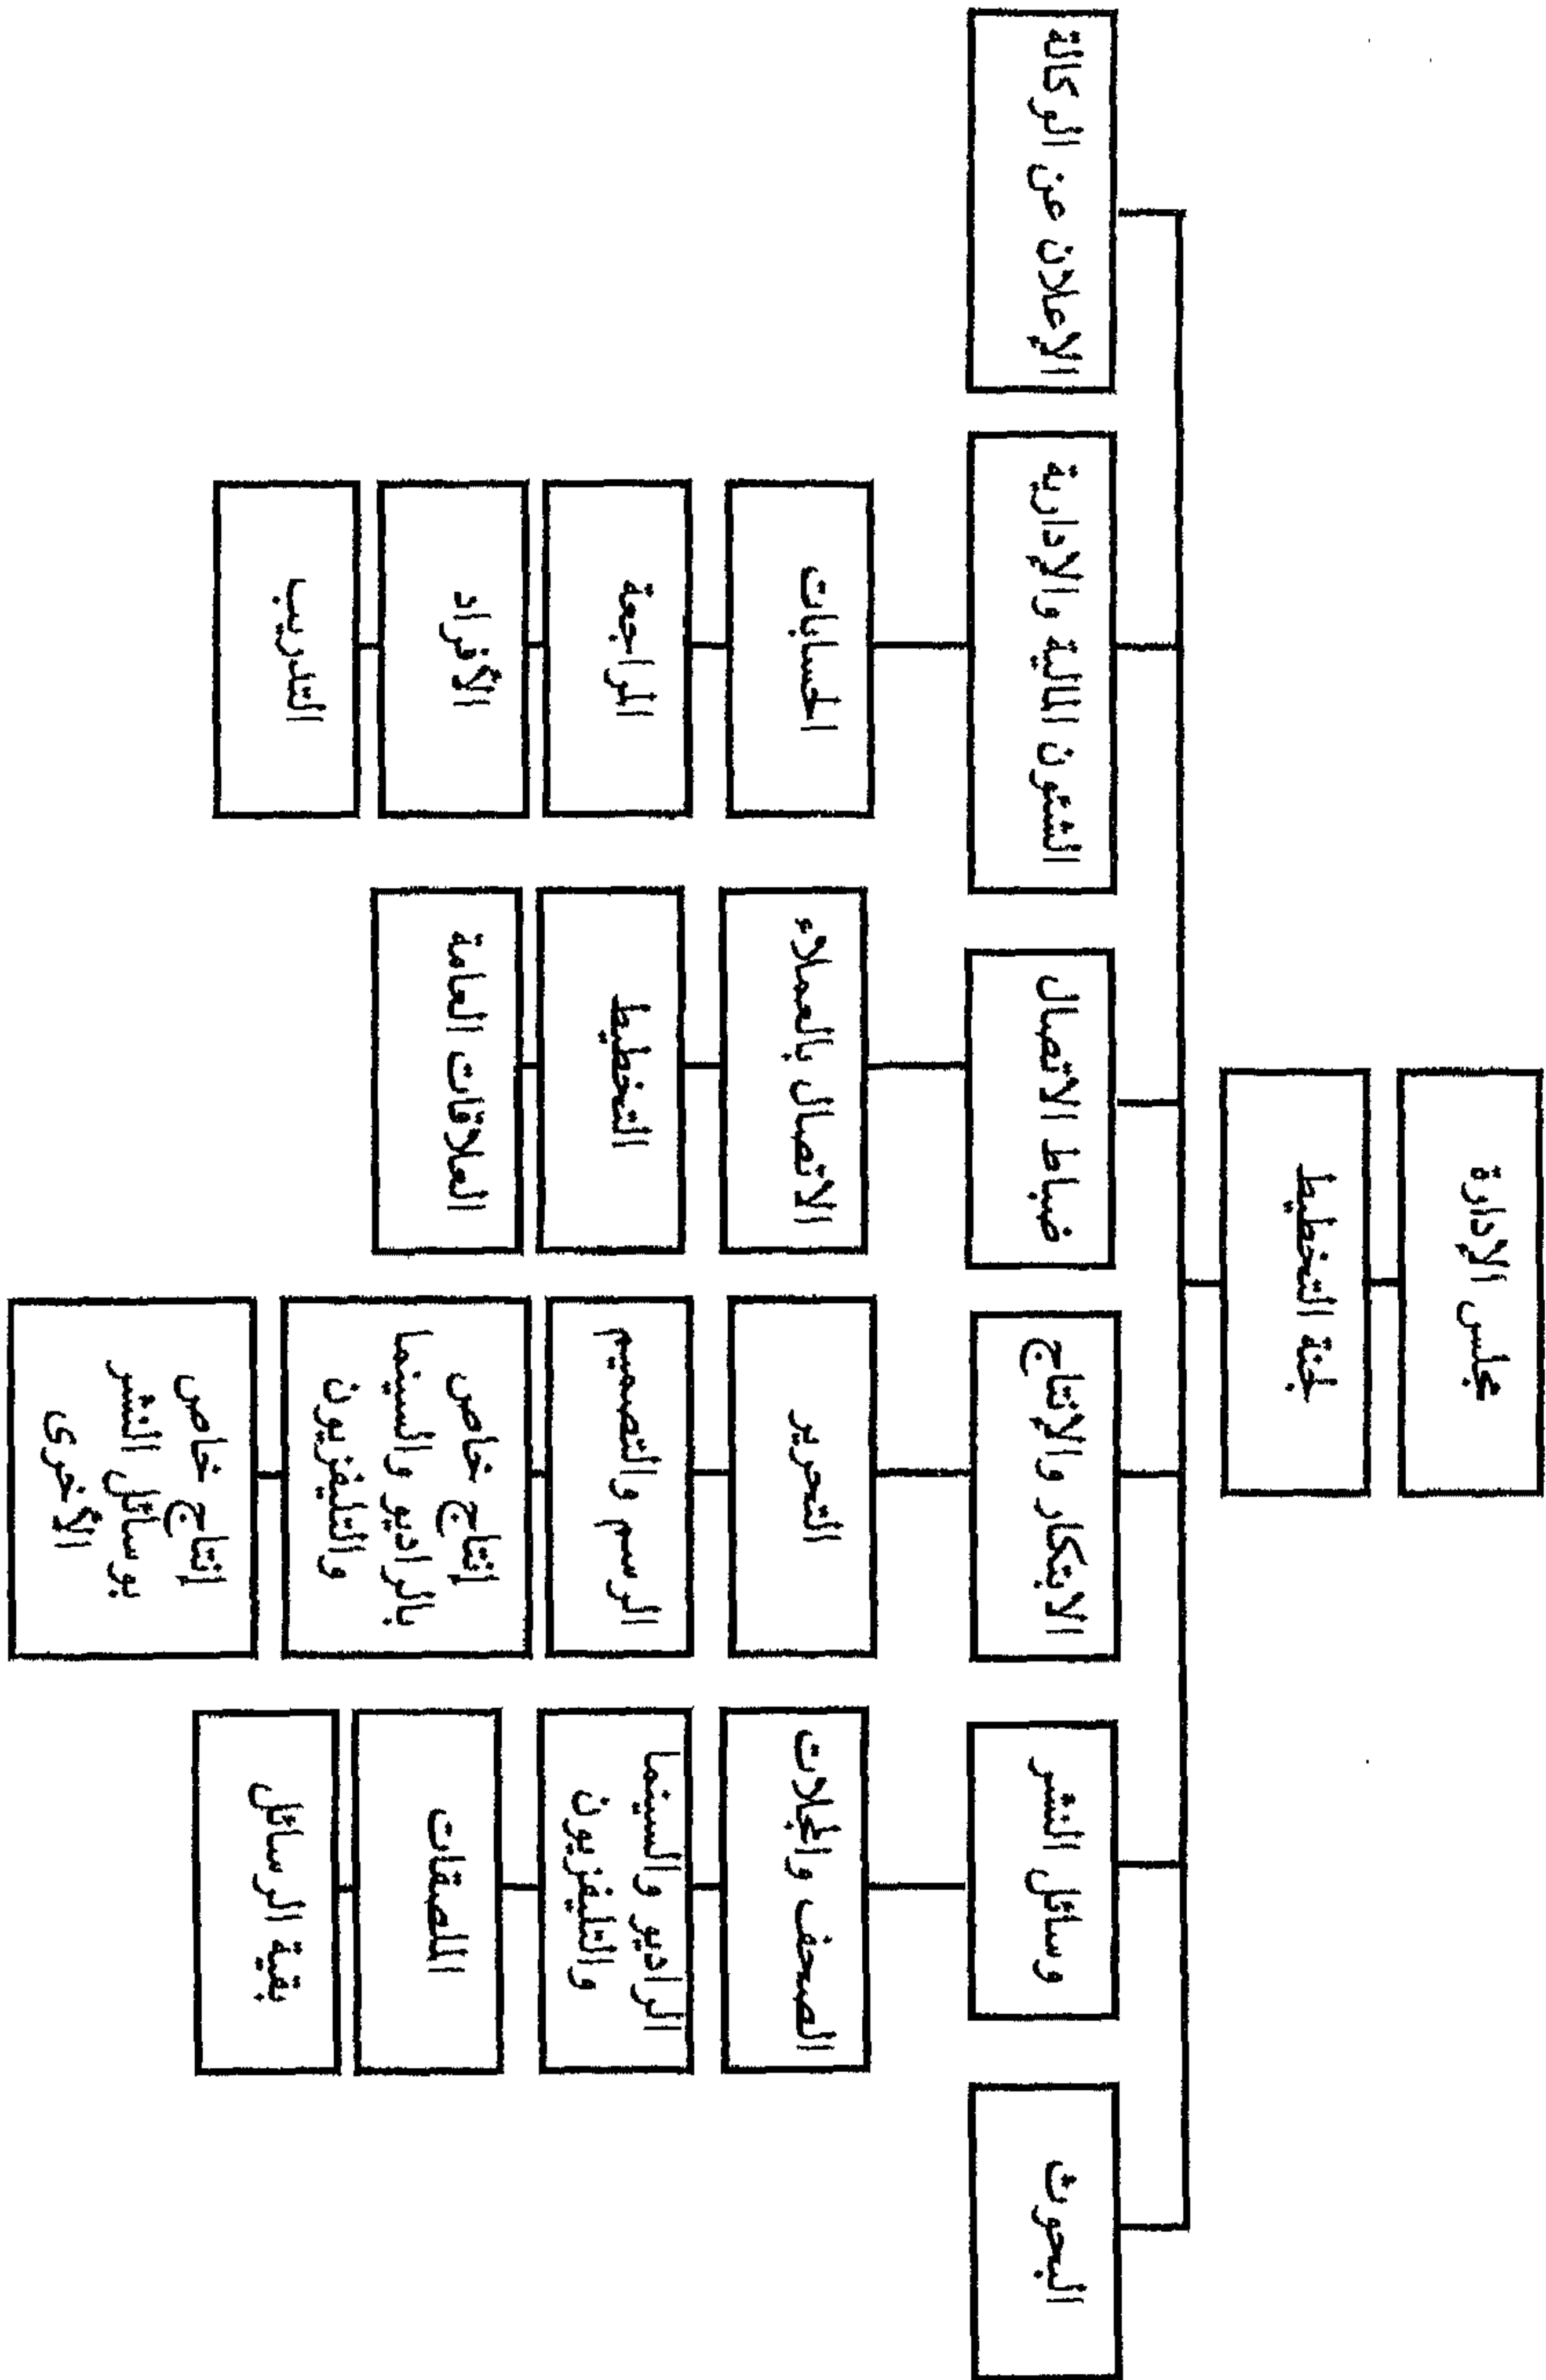 مجلس الإدارة
لجنة التخطيط
البحوث
وسائل النشر
الابتكار والإنتاج
ضباط الاتصال
الشئون المالية والإدارية
الإعلان عن الوكالة
الصحف والمجلات
الراديو والسينما
والتليفزيون
الملصقات
بقية الرسائل
التحرير
الرسم والتصميم
إنتاج خاص
بالراديو والسينما
والتليفزيون
إنتاج خاص
بوسائل النشر
الأخرى
الاتصال بالعملاء
التخطيط
العلاقات العامة
الحسابات
المراجعة
الأفراد
التدريب